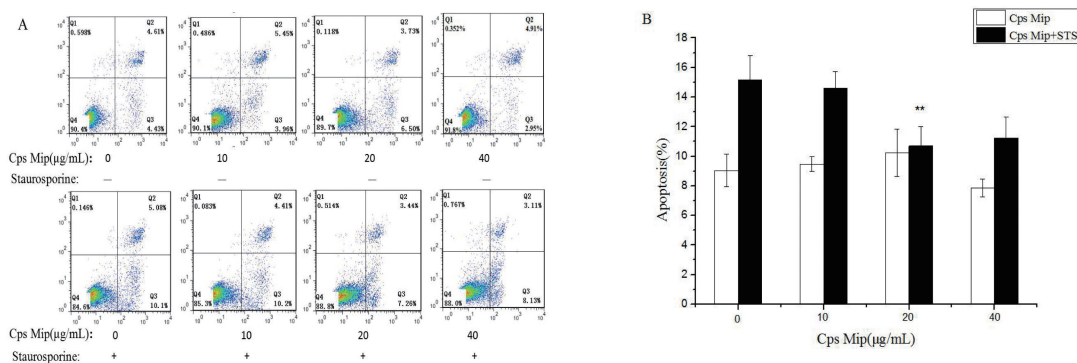 A
Q1 Q2 Q1 Q2 Q1 Q2 Q1 Q2
0.598% 4.61% 0.486% 5.45% 0.118% 3.73% 0.352% 4.91%
Q4 Q3 Q4 Q3 Q4 Q3 Q4 Q3
90.4% 4.43% 90.1% 3.96% 89.7% 6.50% 91.8% 2.95%
Cps Mip(μg/mL): 0 10 20 40
Staurosporine: — — — —
Q1 Q2 Q1 Q2 Q1 Q2 Q1 Q2
0.146% 5.08% 0.083% 4.41% 0.514% 3.44% 0.767% 3.11%
Q4 Q3 Q4 Q3 Q4 Q3 Q4 Q3
84.6% 10.1% 85.3% 10.2% 88.8% 7.26% 88.0% 8.13%
Cps Mip(μg/mL): 0 10 20 40
Staurosporine: + + + +
B
Cps Mip
Cps Mip+STS
18
16
14
12
10
8
6
4
2
0
Apoptosis(%)
**
0 10 20 40
Cps Mip(μg/mL)